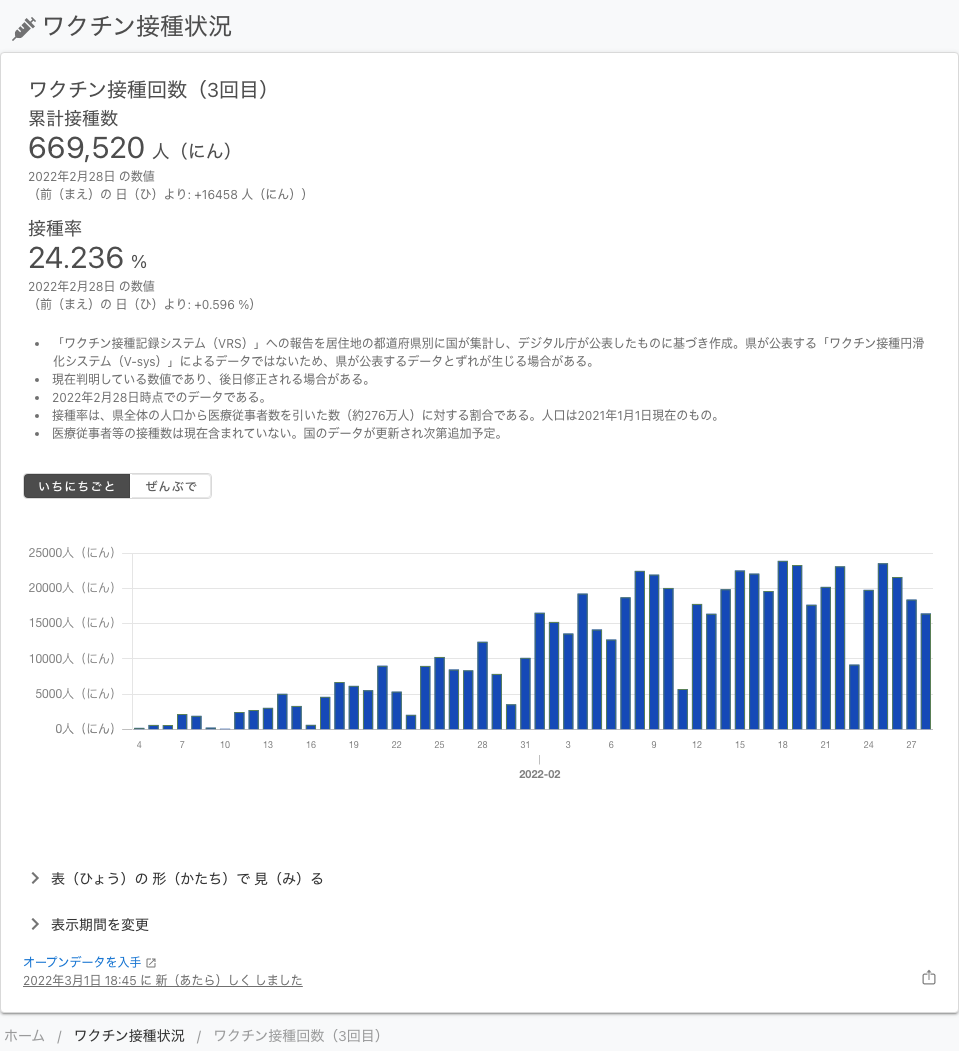 ワクチン接種状況
ワクチン接種回数（3回目）
累計接種数
669,520 人（にん）
2022年2月28日 の数値
（前（まえ）の 日（ひ）より: +16458 人（にん））
接種率
24.236 %
2022年2月28日 の数値
（前（まえ）の 日（ひ）より: +0.596 %）
• 「ワクチン接種記録システム（VRS）」への報告を居住地の都道府県別に国が集計し、デジタル庁が公表したものに基づき作成。県が公表する「ワクチン接種円滑
化システム（V-sys）」によるデータではないため、県が公表するデータとずれが生じる場合がある。
• 現在判明している数値であり、後日修正される場合がある。
• 2022年2月28日時点でのデータである。
• 接種率は、県全体の人口から医療従事者数を引いた数（約276万人）に対する割合である。人口は2021年1月1日現在のもの。
• 医療従事者等の接種数は現在含まれていない。国のデータが更新され次第追加予定。
いちにちごと ぜんぶで
25000人（にん）
20000人（にん）
15000人（にん）
10000人（にん）
5000人（にん）
0人（にん）
4 7 10 13 16 19 22 25 28 31 3 6 9 12 15 18 21 24 27
2022-02
表（ひょう）の 形（かたち）で 見（み）る
表示期間を変更
オープンデータを入手
2022年3月1日 18:45 に 新（あたら）しく しました
ホーム / ワクチン接種状況 / ワクチン接種回数（3回目）